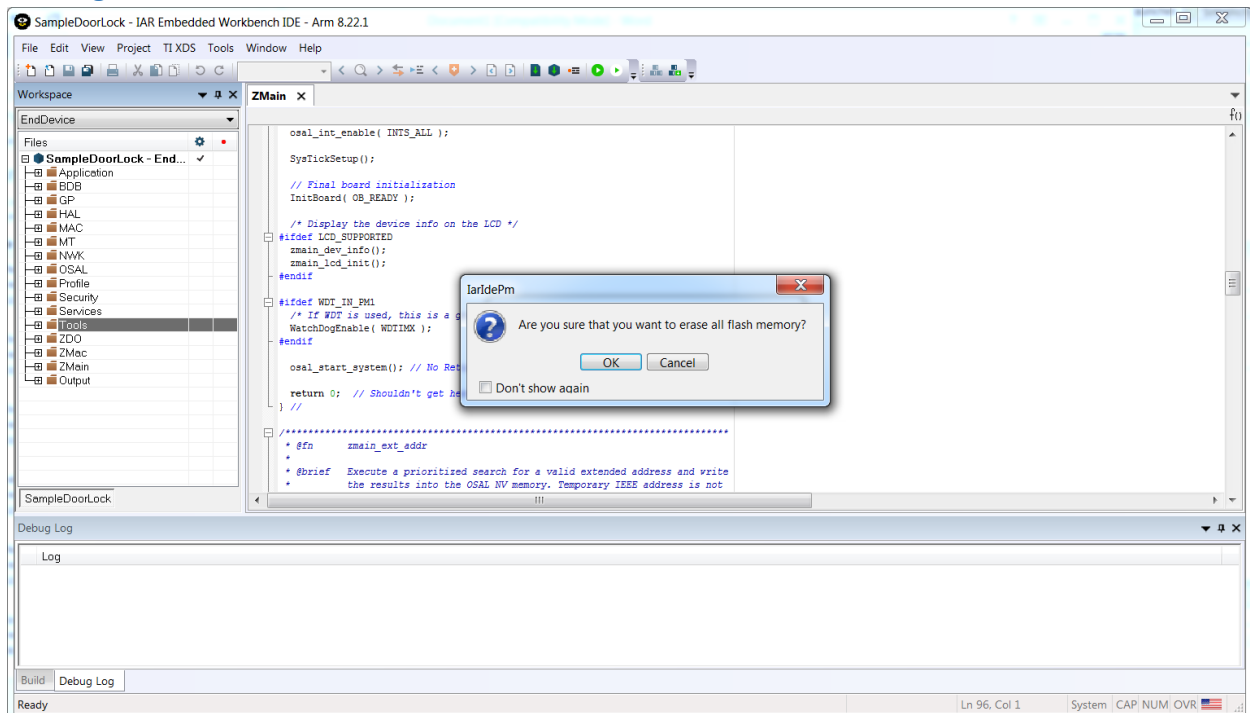 SampleDoorLock - IAR Embedded Workbench IDE - Arm 8.22.1
File Edit View Project TI XDS Tools Window Help
Workspace
ZMain
EndDevice
f()
Files
SampleDoorLock - End...
Application
BDB
GP
HAL
MAC
MT
NWK
OSAL
Profile
Security
Services
Tools
ZDO
ZMac
ZMain
Output
SampleDoorLock
osal_int_enable( INTS_ALL );
SysTickSetup();
// Final board initialization
InitBoard( OB_READY );
/* Display the device info on the LCD */
#ifdef LCD_SUPPORTED
zmain_dev_info();
zmain_lcd_init();
#endif
#ifdef WDT_IN_PM1
/* If WDT is used, this is a g
WatchDogEnable( WDTIMX );
#endif
osal_start_system(); // No Ret
return 0; // Shouldn't get he
} //
/*****************************************************************************
* @fn zmain_ext_addr
*
* @brief Execute a prioritized search for a valid extended address and write
* the results into the OSAL NV memory. Temporary IEEE address is not
IarIdePm
Are you sure that you want to erase all flash memory?
OK Cancel
Don't show again
Debug Log
Log
Build Debug Log
Ready Ln 96, Col 1 System CAP NUM OVR